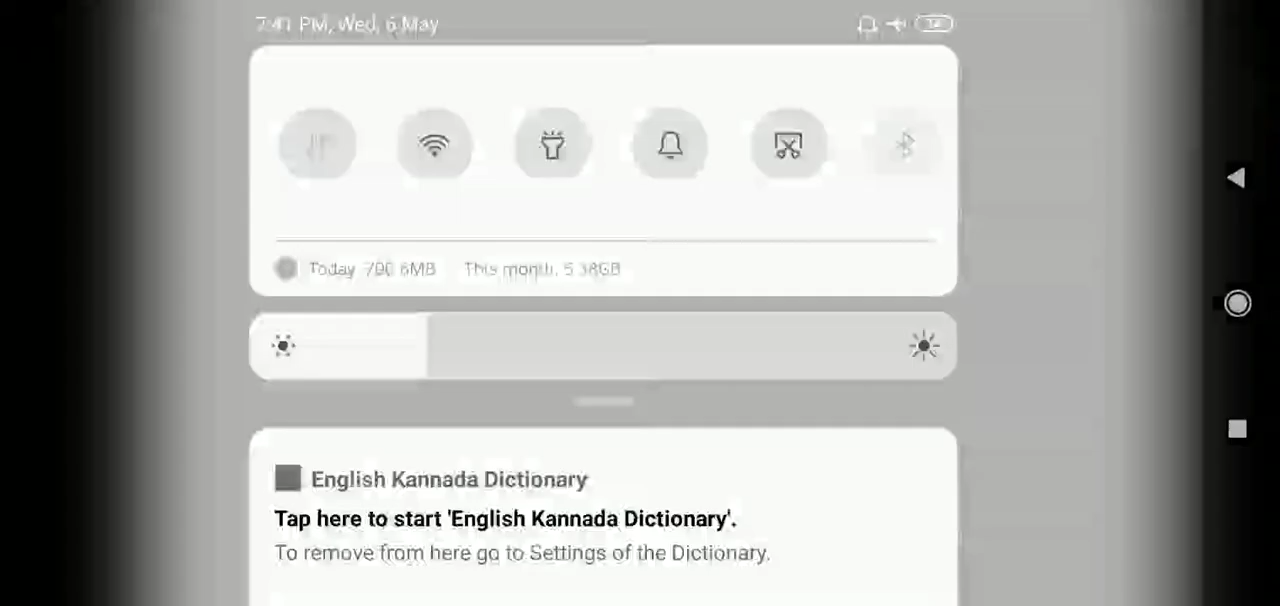 7:41 PM, Wed, 6 May
Today 790.6MB This month 5.38GB
English Kannada Dictionary
Tap here to start 'English Kannada Dictionary'.
To remove from here go to Settings of the Dictionary.